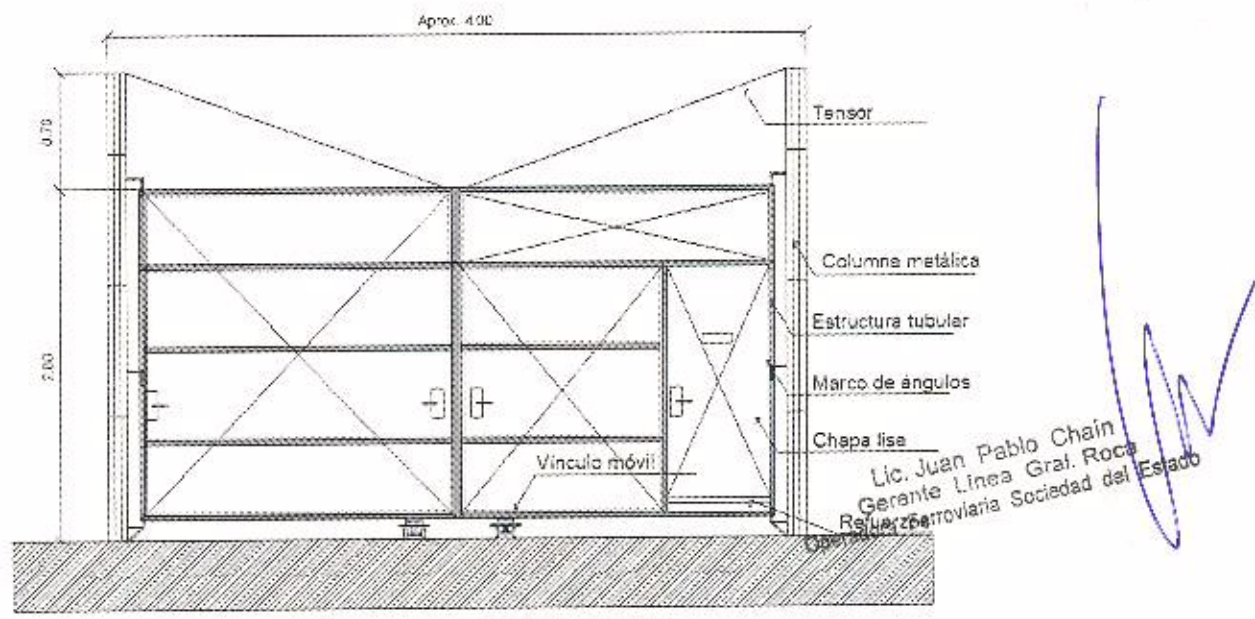 Aprox. 4.00
Tensor
0.70
Columna metálica
Estructura tubular
2.00
Marco de ángulos
Chapa lisa
Vínculo móvil
Refuerzo
Lic. Juan Pablo Chain
Gerente Línea Gral. Roca
Operadora Ferroviaria Sociedad del Estado